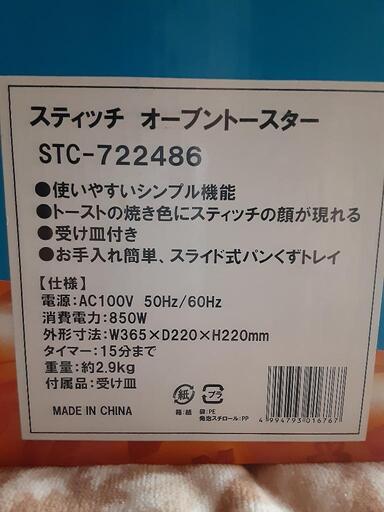 スティッチ オーブントースター
STC-722486
●使いやすいシンプル機能
●トーストの焼き色にスティッチの顔が現れる
●受け皿付き
●お手入れ簡単、スライド式パンくずトレイ
【仕様】
電源:AC100V 50Hz/60Hz
消費電力:850W
外形寸法:W365×D220×H220mm
タイマー:15分まで
重量:約2.9kg
付属品:受け皿
MADE IN CHINA
紙
プラ
箱:紙 袋:PE
発泡スチロール:PP
4 994793 016767